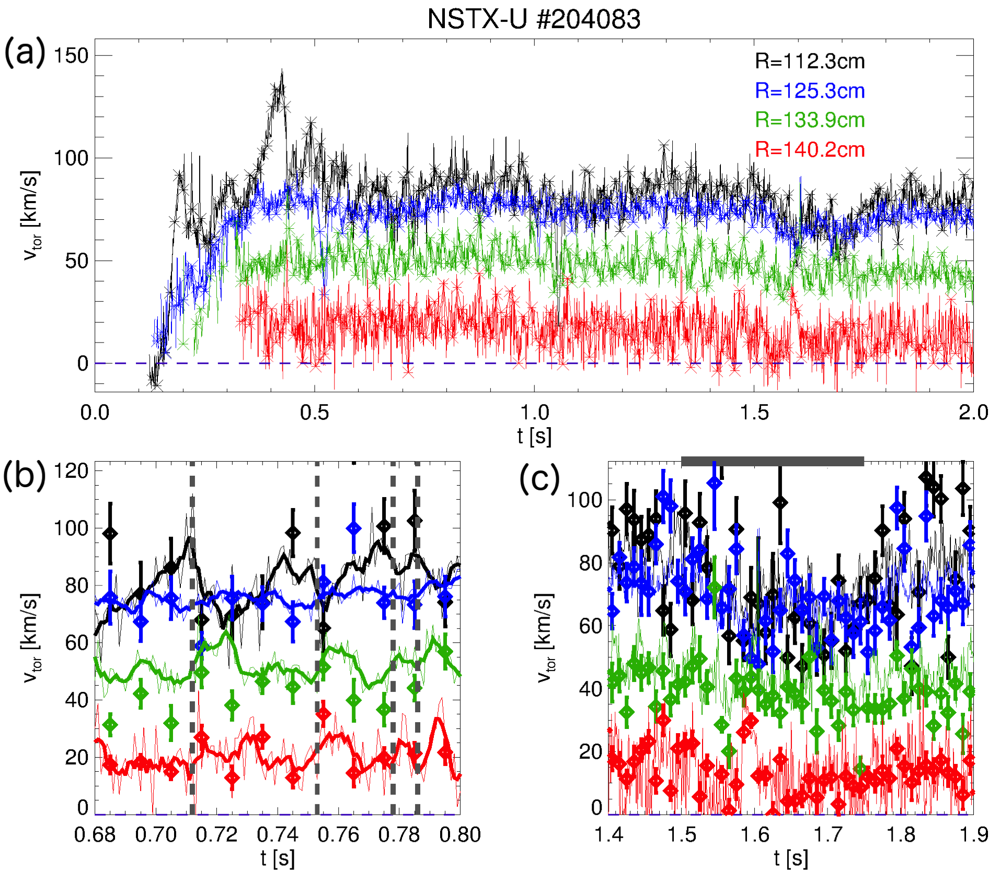 NSTX-U #204083
(a)
150
100
50
0
v_tor [km/s]
R=112.3cm
R=125.3cm
R=133.9cm
R=140.2cm
0.0 0.5 1.0 1.5 2.0
t [s]
(b)
120
100
80
60
40
20
0
v_tor [km/s]
0.68 0.70 0.72 0.74 0.76 0.78 0.80
t [s]
(c)
100
80
60
40
20
0
v_tor [km/s]
1.4 1.5 1.6 1.7 1.8 1.9
t [s]